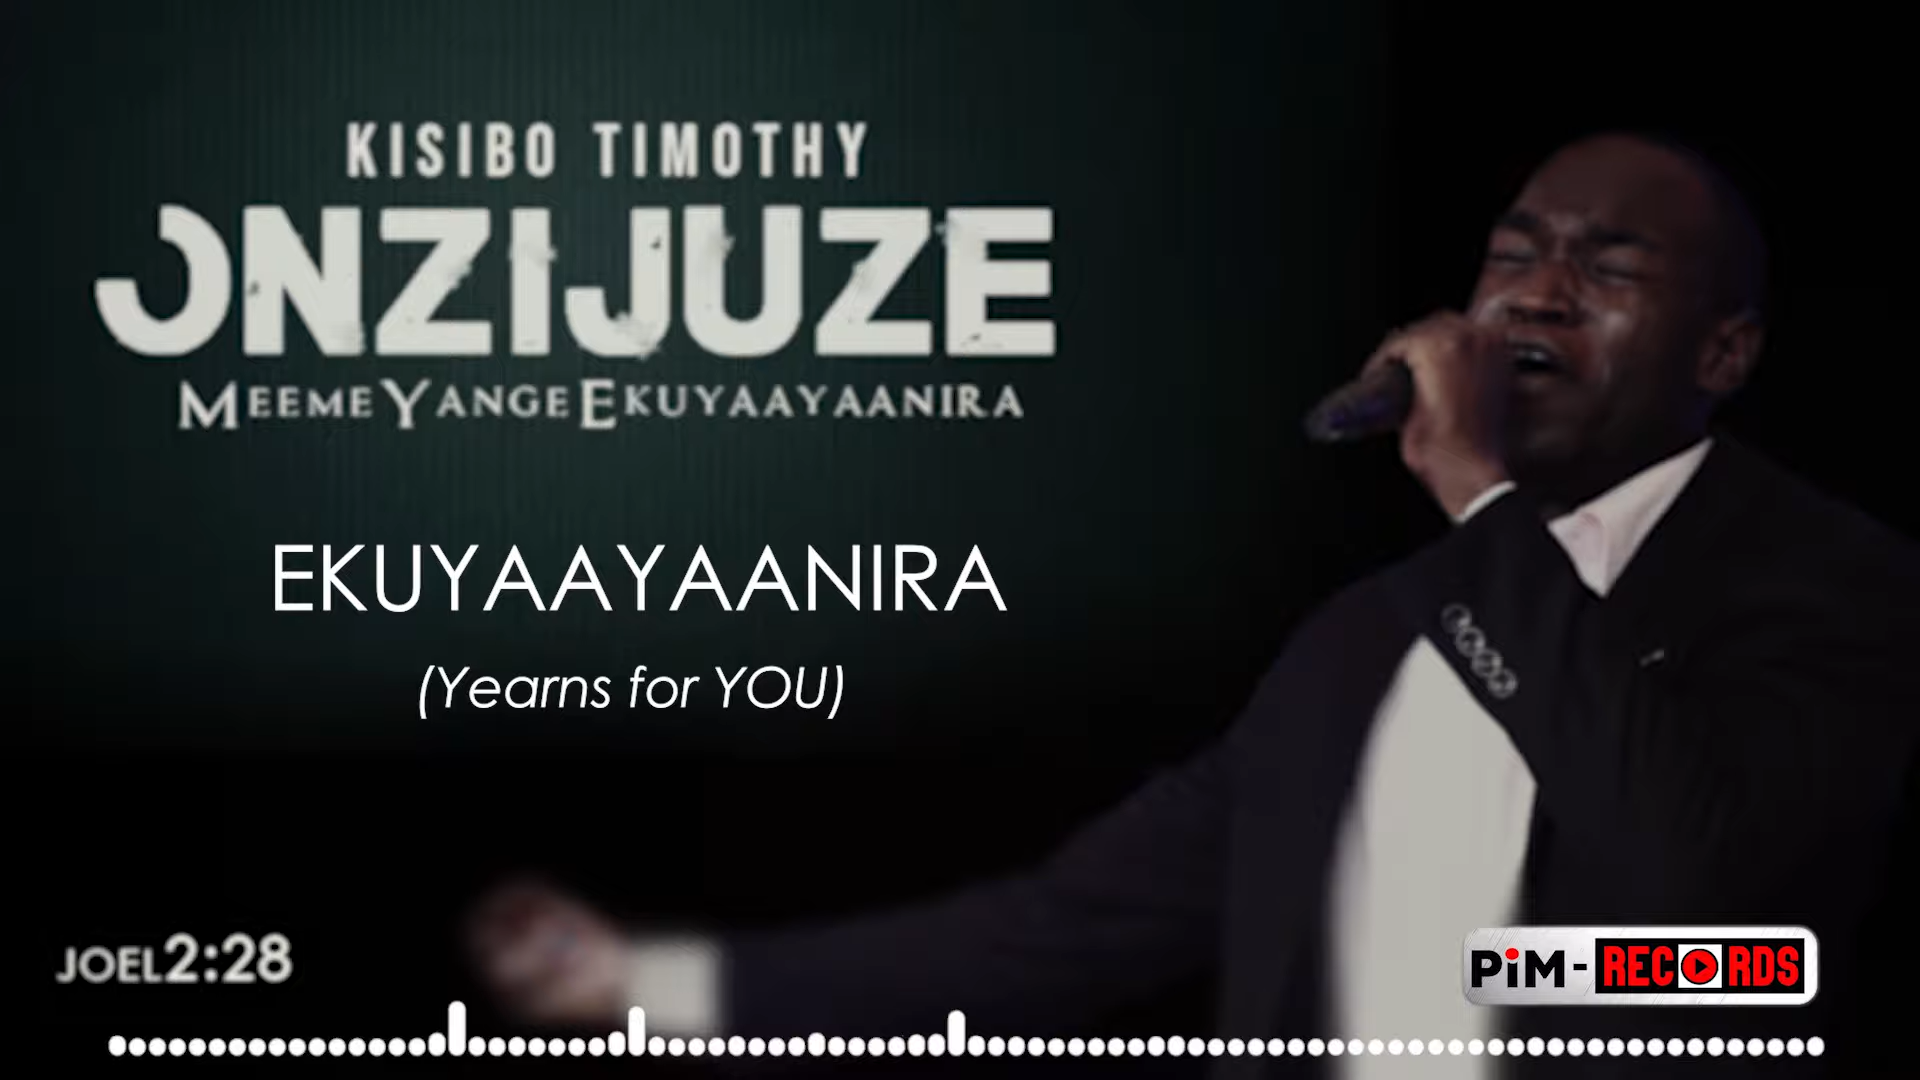 KISIBO TIMOTHY
ONZIJUZE
MEEME YANGE EKUYAAYAANIRA
EKUYAAYAANIRA
(Yearns for YOU)
JOEL 2:28
PiM-RECORDS